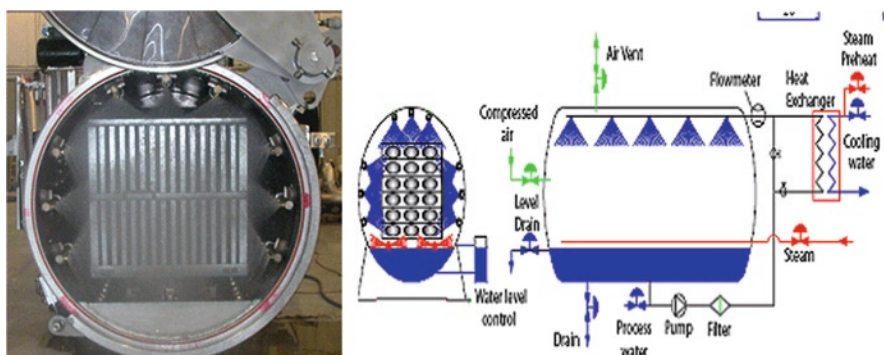 Air Vent
Flowmeter
Heat
Exchanger
Steam
Preheat
Compressed
air
Cooling
water
Level
Drain
Steam
Water level
control
Drain
Process
water
Pump
Filter